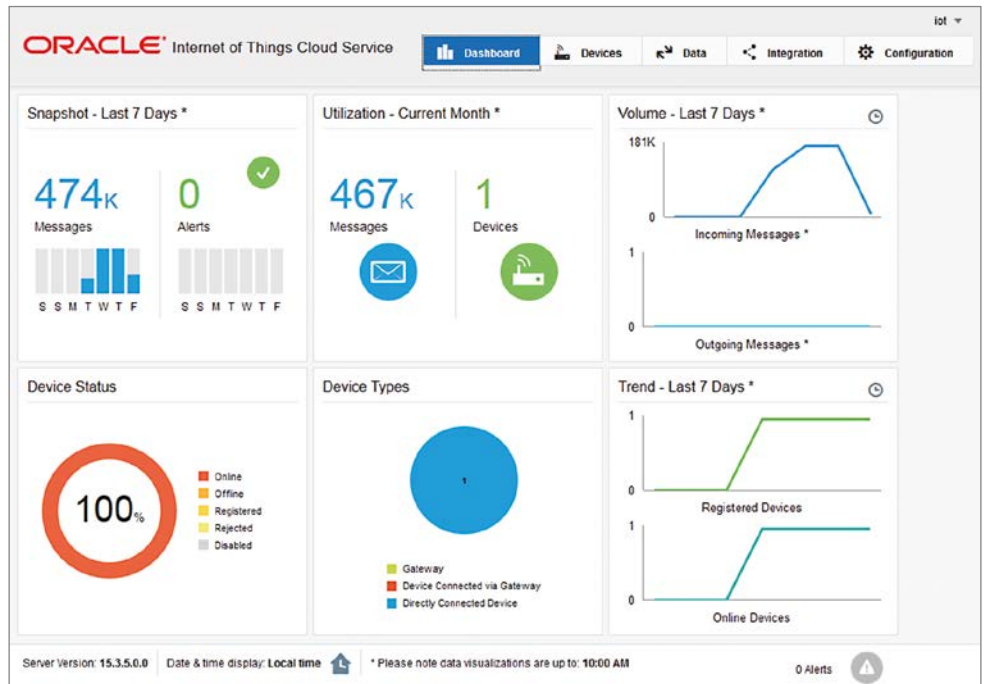 iot
ORACLE Internet of Things Cloud Service
Dashboard
Devices
Data
Integration
Configuration
Snapshot - Last 7 Days *
474K
Messages
S S M T W T F
0
Alerts
S S M T W T F
Utilization - Current Month *
467K
Messages
1
Devices
Volume - Last 7 Days *
181K
0
Incoming Messages *
1
0
Outgoing Messages *
Device Status
100%
Online
Offline
Registered
Rejected
Disabled
Device Types
1
Gateway
Device Connected via Gateway
Directly Connected Device
Trend - Last 7 Days *
1
0
Registered Devices
1
0
Online Devices
Server Version: 15.3.5.0.0
Date & time display: Local time
* Please note data visualizations are up to: 10:00 AM
0 Alerts